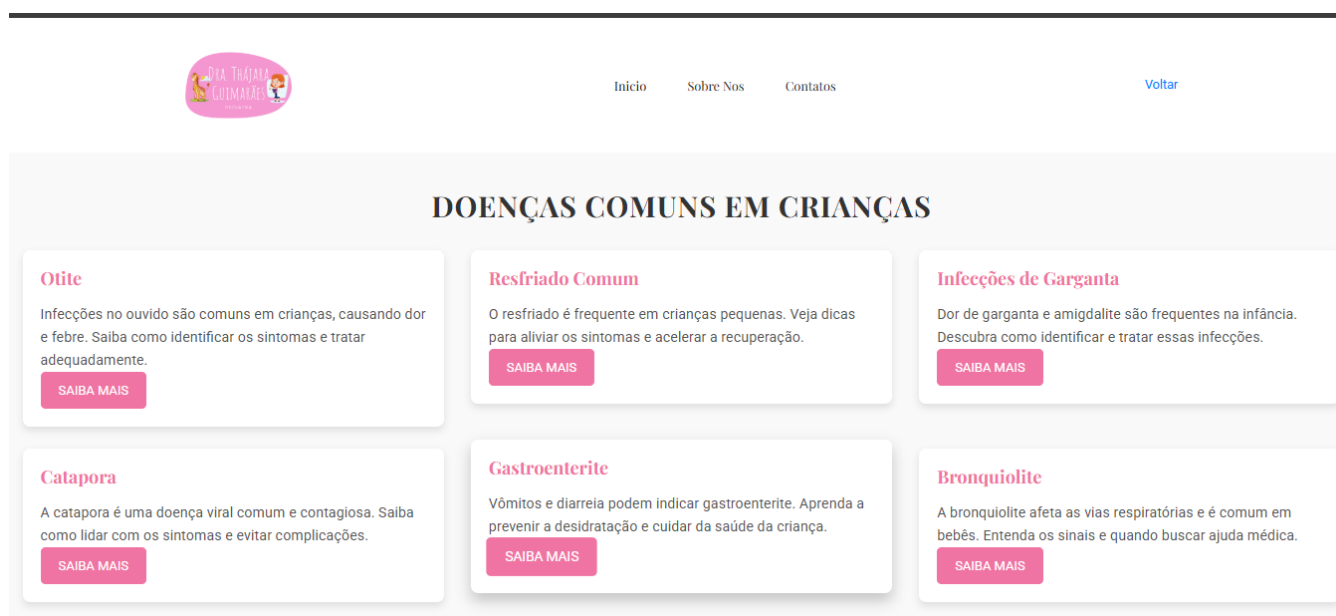 DRA. THÁJARA
GUIMARÃES
PEDIATRA
Inicio
Sobre Nos
Contatos
Voltar
DOENÇAS COMUNS EM CRIANÇAS
Otite
Infecções no ouvido são comuns em crianças, causando dor
e febre. Saiba como identificar os sintomas e tratar
adequadamente.
SAIBA MAIS
Resfriado Comum
O resfriado é frequente em crianças pequenas. Veja dicas
para aliviar os sintomas e acelerar a recuperação.
SAIBA MAIS
Infecções de Garganta
Dor de garganta e amigdalite são frequentes na infância.
Descubra como identificar e tratar essas infecções.
SAIBA MAIS
Catapora
A catapora é uma doença viral comum e contagiosa. Saiba
como lidar com os sintomas e evitar complicações.
SAIBA MAIS
Gastroenterite
Vômitos e diarreia podem indicar gastroenterite. Aprenda a
prevenir a desidratação e cuidar da saúde da criança.
SAIBA MAIS
Bronquiolite
A bronquiolite afeta as vias respiratórias e é comum em
bebês. Entenda os sinais e quando buscar ajuda médica.
SAIBA MAIS